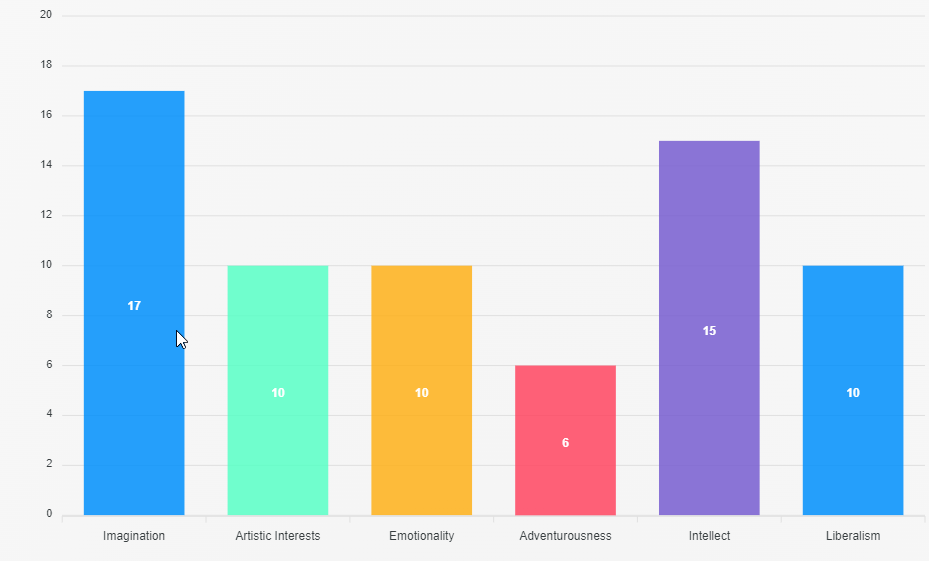 20
18
16
14
12
10
8
6
4
2
0
17
10
10
6
15
10
Imagination
Artistic Interests
Emotionality
Adventurousness
Intellect
Liberalism